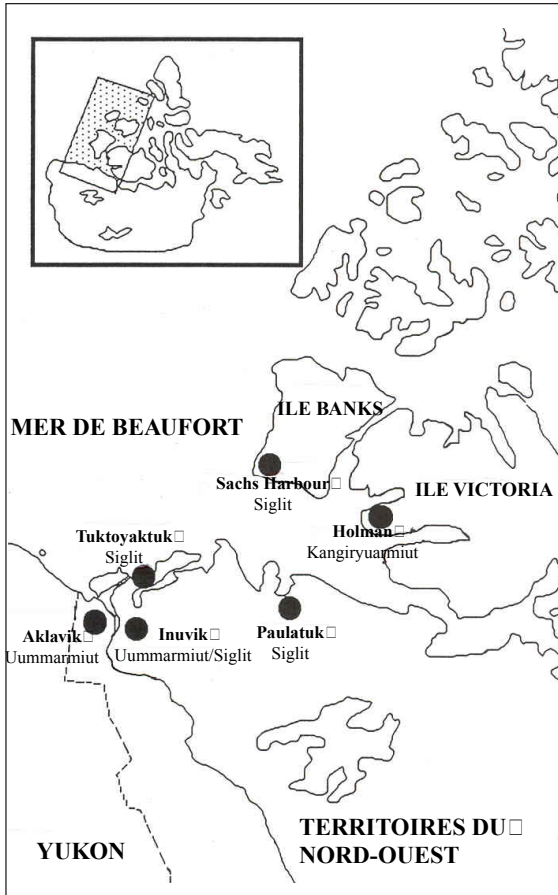 ILE BANKS
MER DE BEAUFORT
Sachs Harbour
Siglit
ILE VICTORIA
Holman
Kangiryuarmiut
Tuktoyaktuk
Siglit
Aklavik
Uummarmiut
Inuvik
Uummarmiut/Siglit
Paulatuk
Siglit
YUKON
TERRITOIRES DU
NORD-OUEST